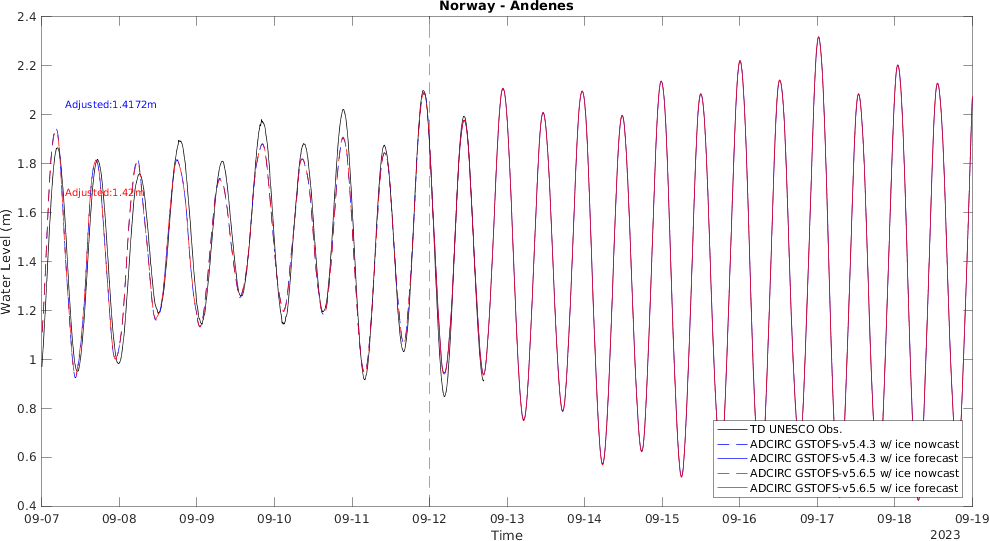 Norway - Andenes
2.4
2.2
2
1.8
1.6
1.4
1.2
1
0.8
0.6
0.4
Water Level (m)
Adjusted:1.4172m
Adjusted:1.42m
TD UNESCO Obs.
ADCIRC GSTOFS-v5.4.3 w/ ice nowcast
ADCIRC GSTOFS-v5.4.3 w/ ice forecast
ADCIRC GSTOFS-v5.6.5 w/ ice nowcast
ADCIRC GSTOFS-v5.6.5 w/ ice forecast
09-07 09-08 09-09 09-10 09-11 09-12 09-13 09-14 09-15 09-16 09-17 09-18 09-19
Time
2023